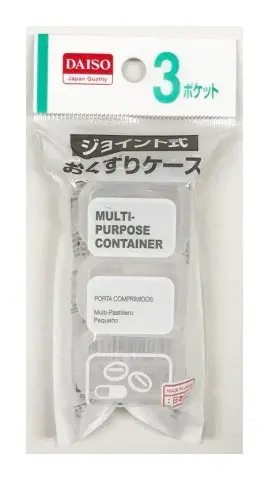 DAISO
Japan Quality
3ポケット
ジョイント式
おくすりケース
MULTI-
PURPOSE
CONTAINER
PORTA COMPRIMIDOS
Multi-Pastillero
Pequeño